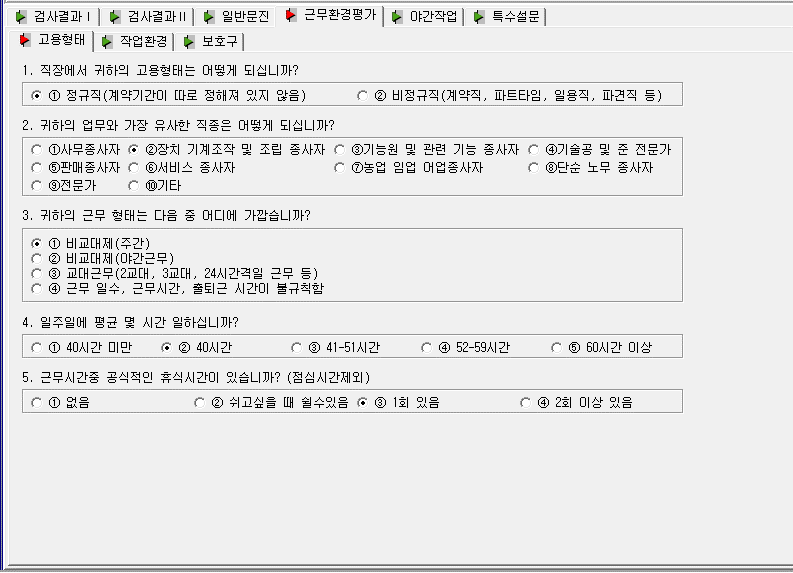 검사결과Ⅰ 검사결과Ⅱ 일반문진 근무환경평가 야간작업 특수설문
고용형태 작업환경 보호구
1. 직장에서 귀하의 고용형태는 어떻게 되십니까?
① 정규직(계약기간이 따로 정해져 있지 않음) ② 비정규직(계약직, 파트타임, 일용직, 파견직 등)
2. 귀하의 업무와 가장 유사한 직종은 어떻게 되십니까?
①사무종사자 ②장치 기계조작 및 조립 종사자 ③기능원 및 관련 기능 종사자 ④기술공 및 준 전문가
⑤판매종사자 ⑥서비스 종사자 ⑦농업 임업 어업종사자 ⑧단순 노무 종사자
⑨전문가 ⑩기타
3. 귀하의 근무 형태는 다음 중 어디에 가깝습니까?
① 비교대제(주간)
② 비교대제(야간근무)
③ 교대근무(2교대, 3교대, 24시간격일 근무 등)
④ 근무 일수, 근무시간, 출퇴근 시간이 불규칙함
4. 일주일에 평균 몇 시간 일하십니까?
① 40시간 미만 ② 40시간 ③ 41-51시간 ④ 52-59시간 ⑤ 60시간 이상
5. 근무시간중 공식적인 휴식시간이 있습니까? (점심시간제외)
① 없음 ② 쉬고싶을 때 쉴수있음 ③ 1회 있음 ④ 2회 이상 있음